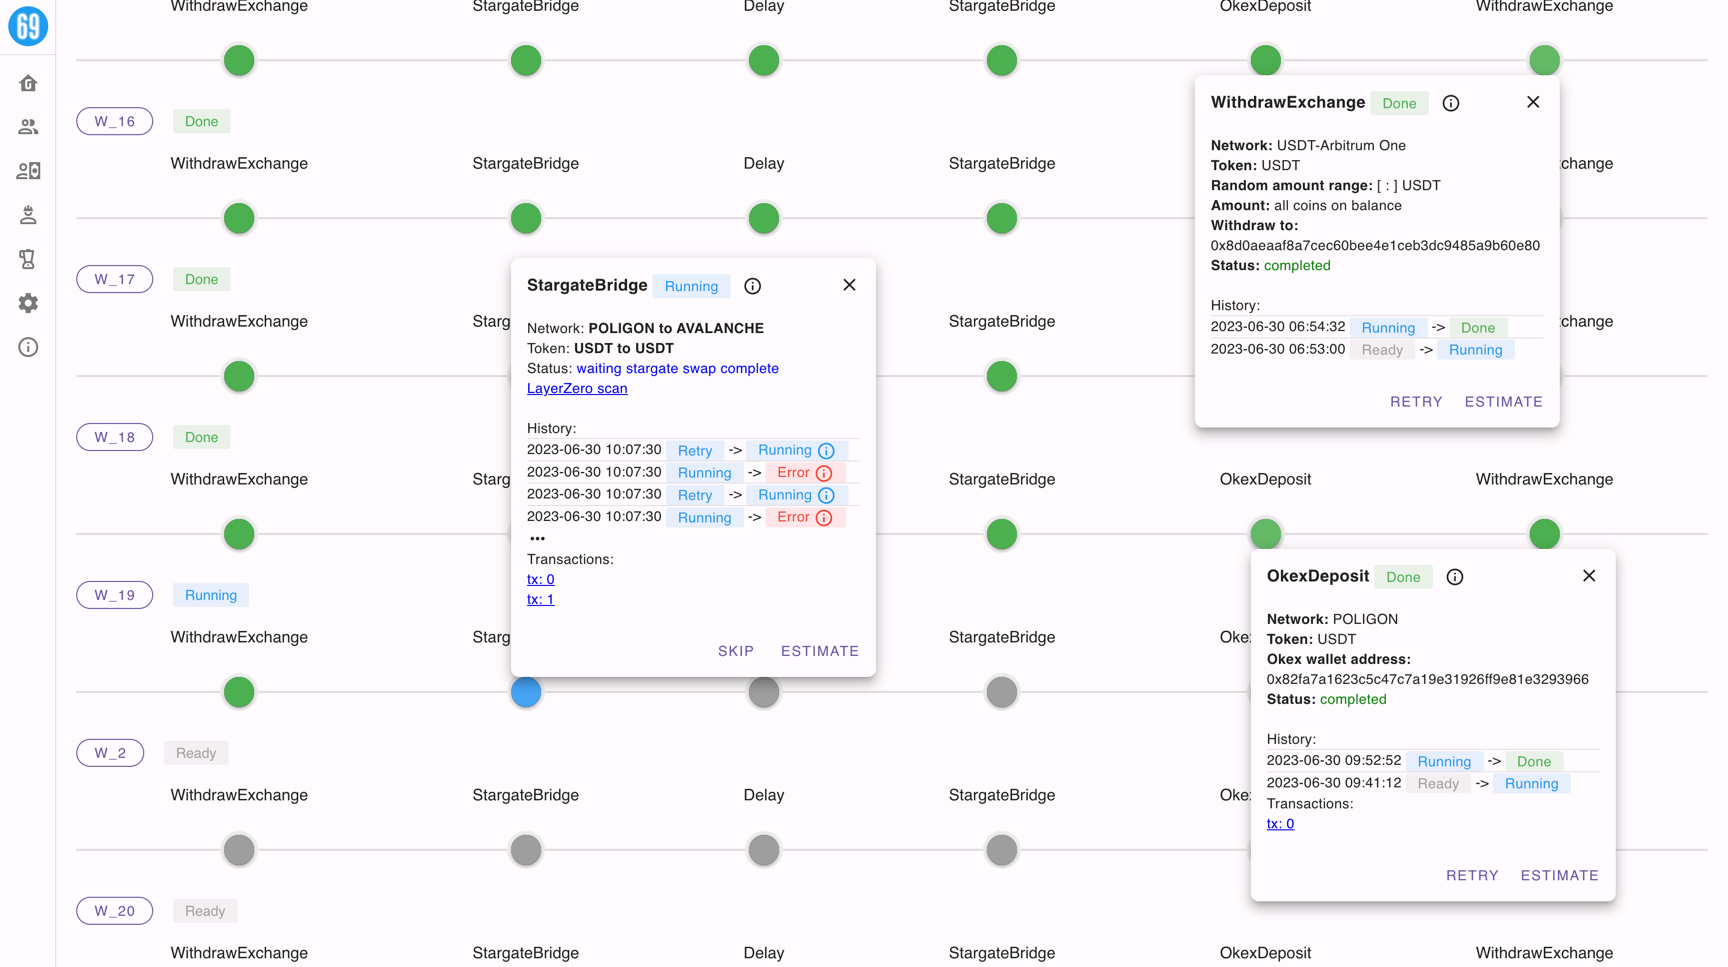 69
WithdrawExchange StargateBridge Delay StargateBridge OkexDeposit WithdrawExchange
W_16 Done
WithdrawExchange StargateBridge Delay StargateBridge
W_17 Done
WithdrawExchange Starg StargateBridge
W_18 Done
WithdrawExchange Starg StargateBridge OkexDeposit WithdrawExchange
W_19 Running
WithdrawExchange Starg StargateBridge Oke
W_2 Ready
WithdrawExchange StargateBridge Delay StargateBridge Oke
W_20 Ready
WithdrawExchange StargateBridge Delay StargateBridge OkexDeposit WithdrawExchange
WithdrawExchange Done
Network: USDT-Arbitrum One
Token: USDT
Random amount range: [ : ] USDT
Amount: all coins on balance
Withdraw to:
0x8d0aeaaf8a7cec60bee4e1ceb3dc9485a9b60e80
Status: completed
History:
2023-06-30 06:54:32 Running -> Done
2023-06-30 06:53:00 Ready -> Running
RETRY ESTIMATE
change
change
StargateBridge Running
Network: POLIGON to AVALANCHE
Token: USDT to USDT
Status: waiting stargate swap complete
LayerZero scan
History:
2023-06-30 10:07:30 Retry -> Running
2023-06-30 10:07:30 Running -> Error
2023-06-30 10:07:30 Retry -> Running
2023-06-30 10:07:30 Running -> Error
•••
Transactions:
tx: 0
tx: 1
SKIP ESTIMATE
OkexDeposit Done
Network: POLIGON
Token: USDT
Okex wallet address:
0x82fa7a1623c5c47c7a19e31926ff9e81e3293966
Status: completed
History:
2023-06-30 09:52:52 Running -> Done
2023-06-30 09:41:12 Ready -> Running
Transactions:
tx: 0
RETRY ESTIMATE